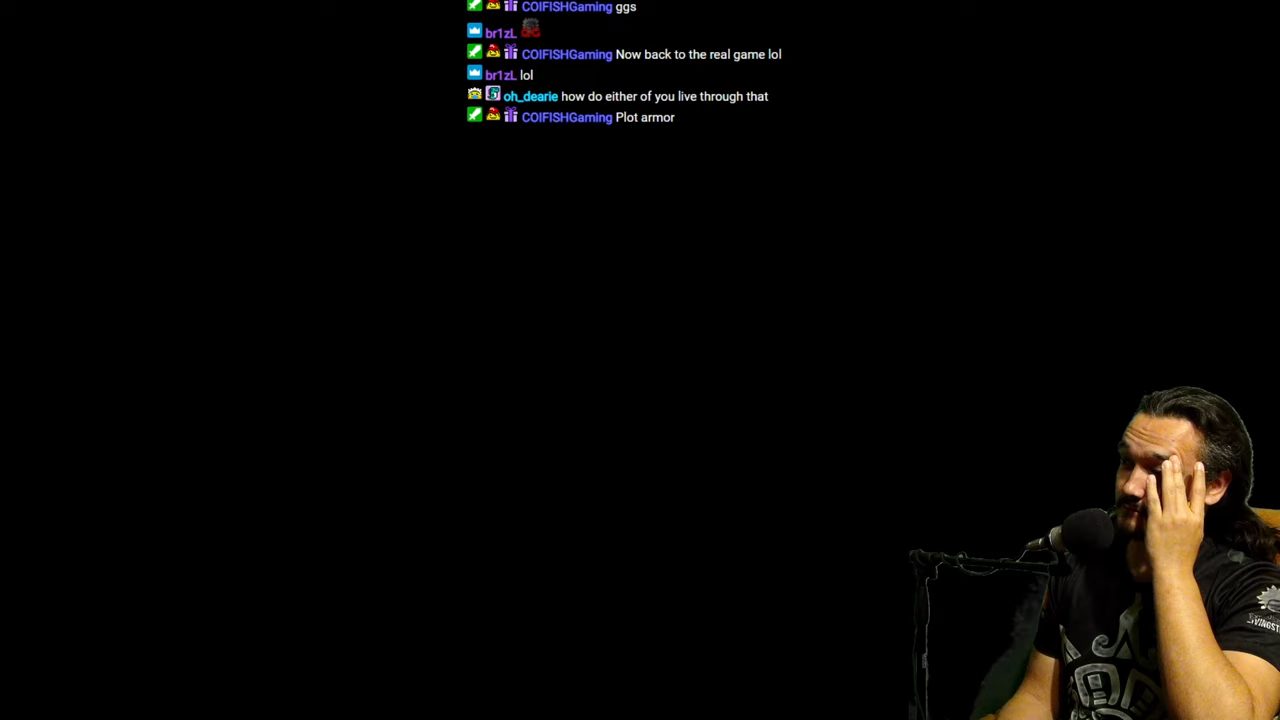 COIFISHGaming ggs
br1zL
COIFISHGaming Now back to the real game lol
br1zL lol
oh_dearie how do either of you live through that
COIFISHGaming Plot armor